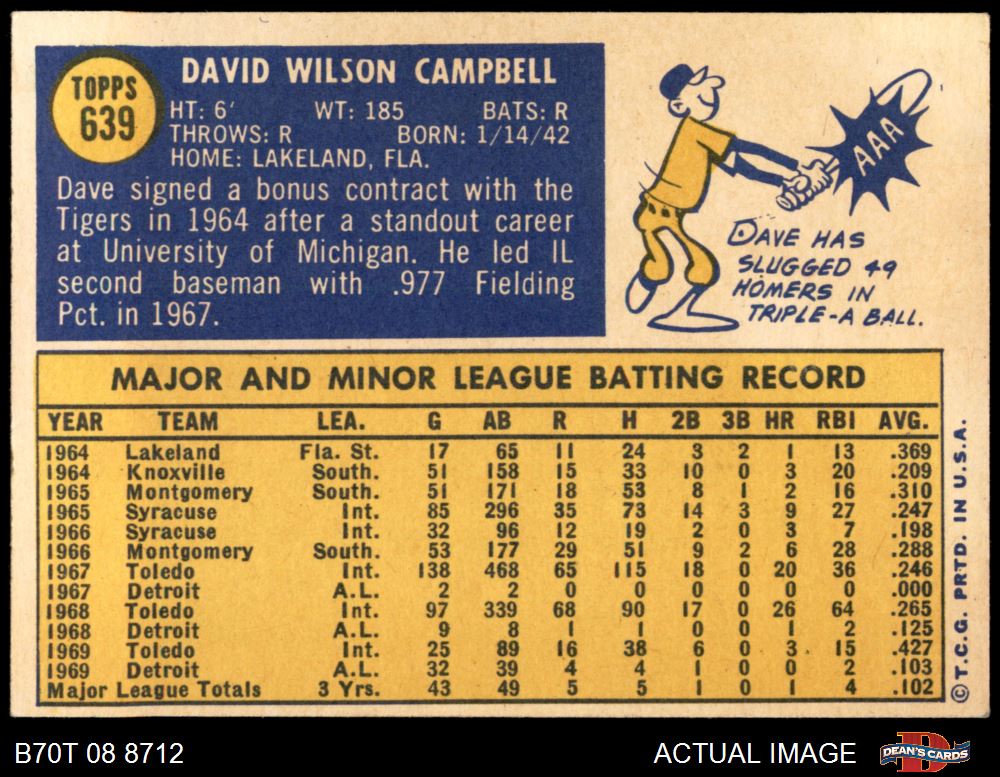 TOPPS
639
DAVID WILSON CAMPBELL
HT: 6' WT: 185 BATS: R
THROWS: R BORN: 1/14/42
HOME: LAKELAND, FLA.
Dave signed a bonus contract with the
Tigers in 1964 after a standout career
at University of Michigan. He led IL
second baseman with .977 Fielding
Pct. in 1967.
AAA
DAVE HAS
SLUGGED 49
HOMERS IN
TRIPLE-A BALL.
MAJOR AND MINOR LEAGUE BATTING RECORD
YEAR TEAM LEA. G AB R H 2B 3B HR RBI AVG.
1964 Lakeland Fla. St. 17 65 11 24 3 2 1 13 .369
1964 Knoxville South. 51 158 15 33 10 0 3 20 .209
1965 Montgomery South. 51 171 18 53 8 1 2 16 .310
1965 Syracuse Int. 85 296 35 73 14 3 9 27 .247
1966 Syracuse Int. 32 96 12 19 2 0 3 7 .198
1966 Montgomery South. 53 177 29 51 9 2 6 28 .288
1967 Toledo Int. 138 468 65 115 18 0 20 36 .246
1967 Detroit A.L. 2 2 0 0 0 0 0 0 .000
1968 Toledo Int. 97 339 68 90 17 0 26 64 .265
1968 Detroit A.L. 9 8 1 1 0 0 1 2 .125
1969 Toledo Int. 25 89 16 38 6 0 3 15 .427
1969 Detroit A.L. 32 39 4 4 1 0 0 2 .103
Major League Totals 3 Yrs. 43 49 5 5 1 0 1 4 .102
© T.C.G. PRTD. IN U.S.A.
B70T 08 8712 ACTUAL IMAGE
DEAN'S CARDS